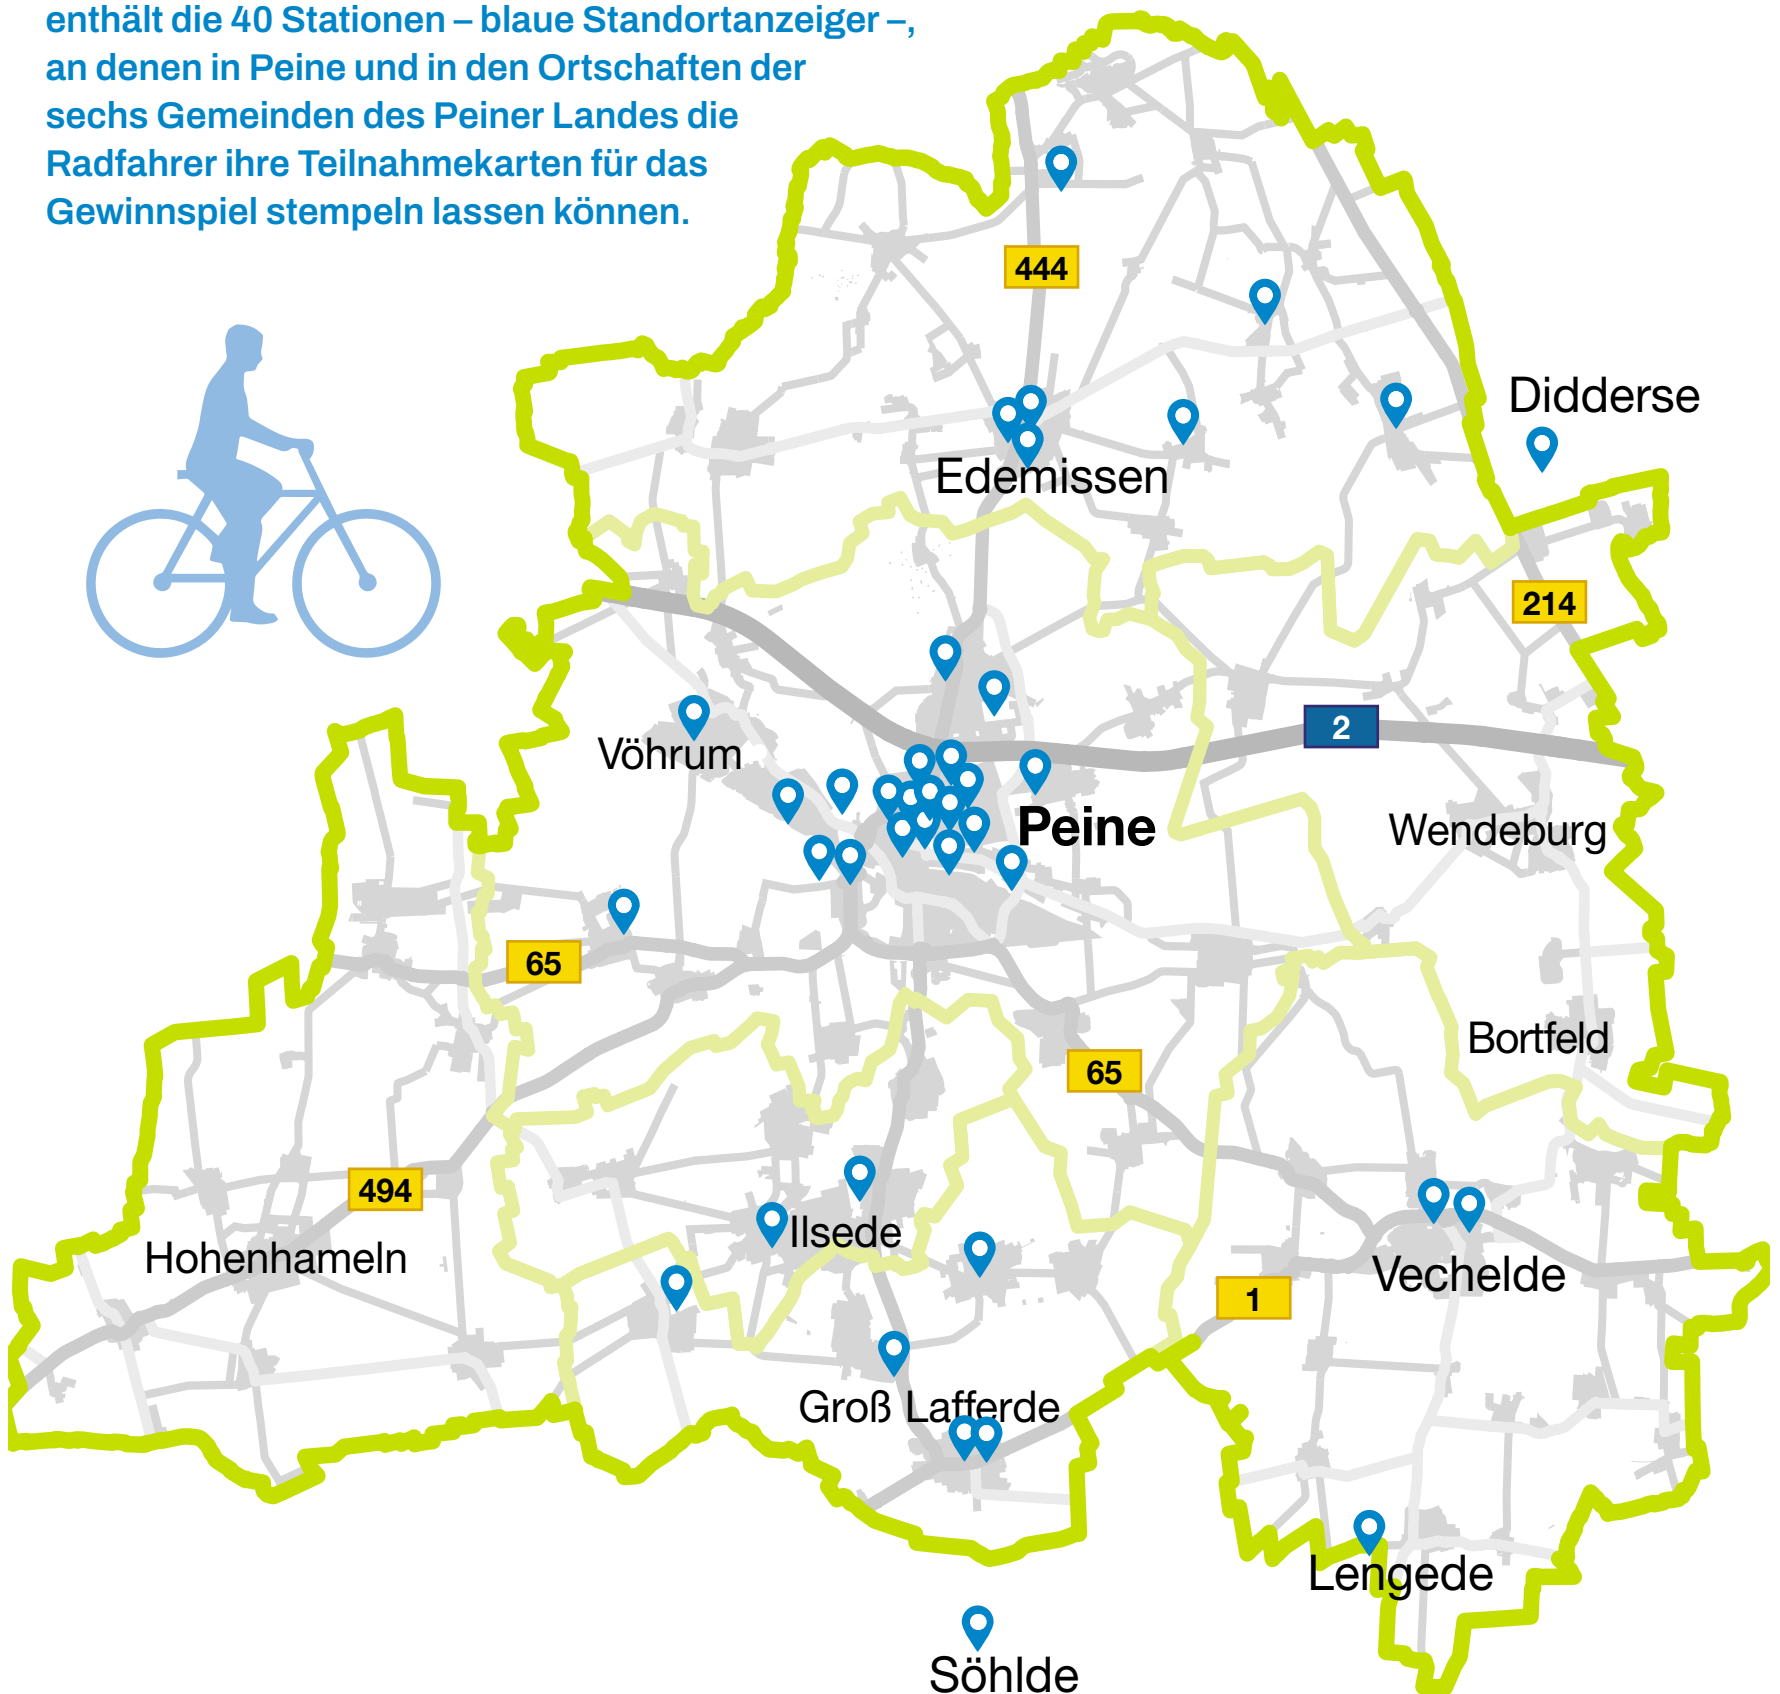 enthält die 40 Stationen – blaue Standortanzeiger –,
an denen in Peine und in den Ortschaften der
sechs Gemeinden des Peiner Landes die
Radfahrer ihre Teilnahmekarten für das
Gewinnspiel stempeln lassen können.
444
Didderse
Edemissen
214
2
Vöhrum
Peine
Wendeburg
65
Bortfeld
65
494
Ilsede
Hohenhameln
Vechelde
1
Groß Lafferde
Lengede
Söhlde